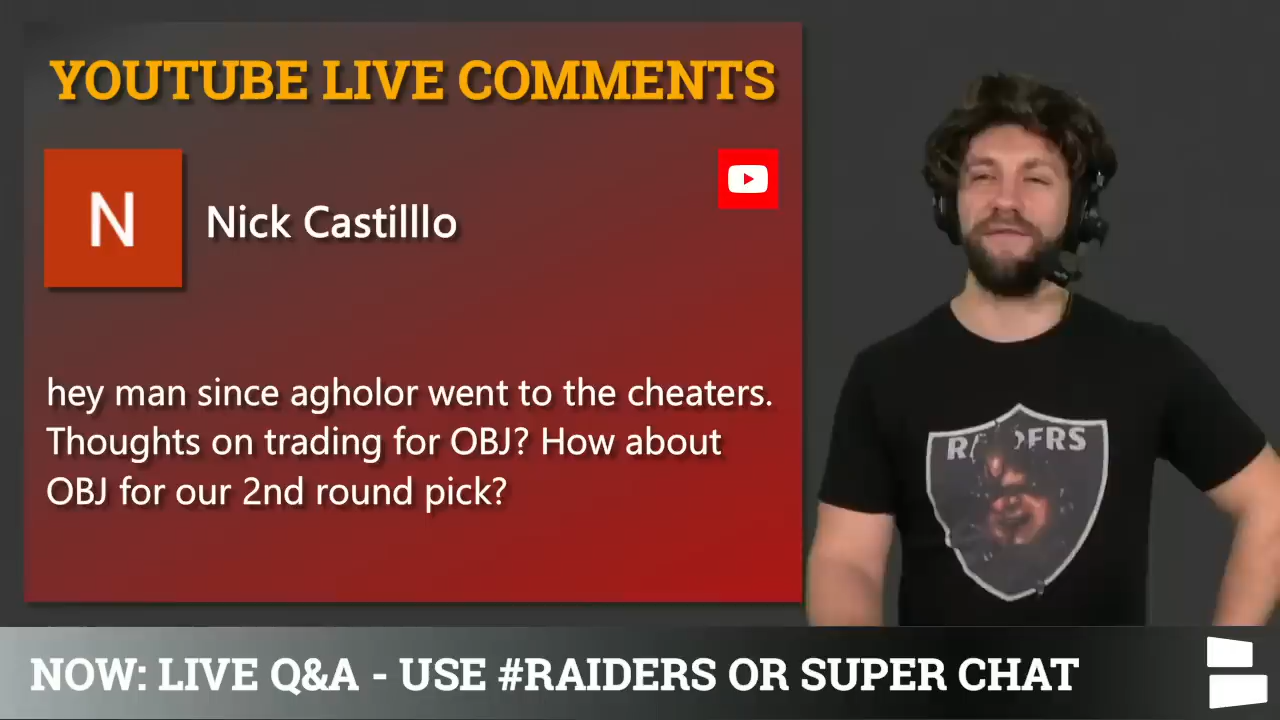 YOUTUBE LIVE COMMENTS
N
Nick Castilllo
hey man since agholor went to the cheaters.
Thoughts on trading for OBJ? How about
OBJ for our 2nd round pick?
NOW: LIVE Q&A - USE #RAIDERS OR SUPER CHAT